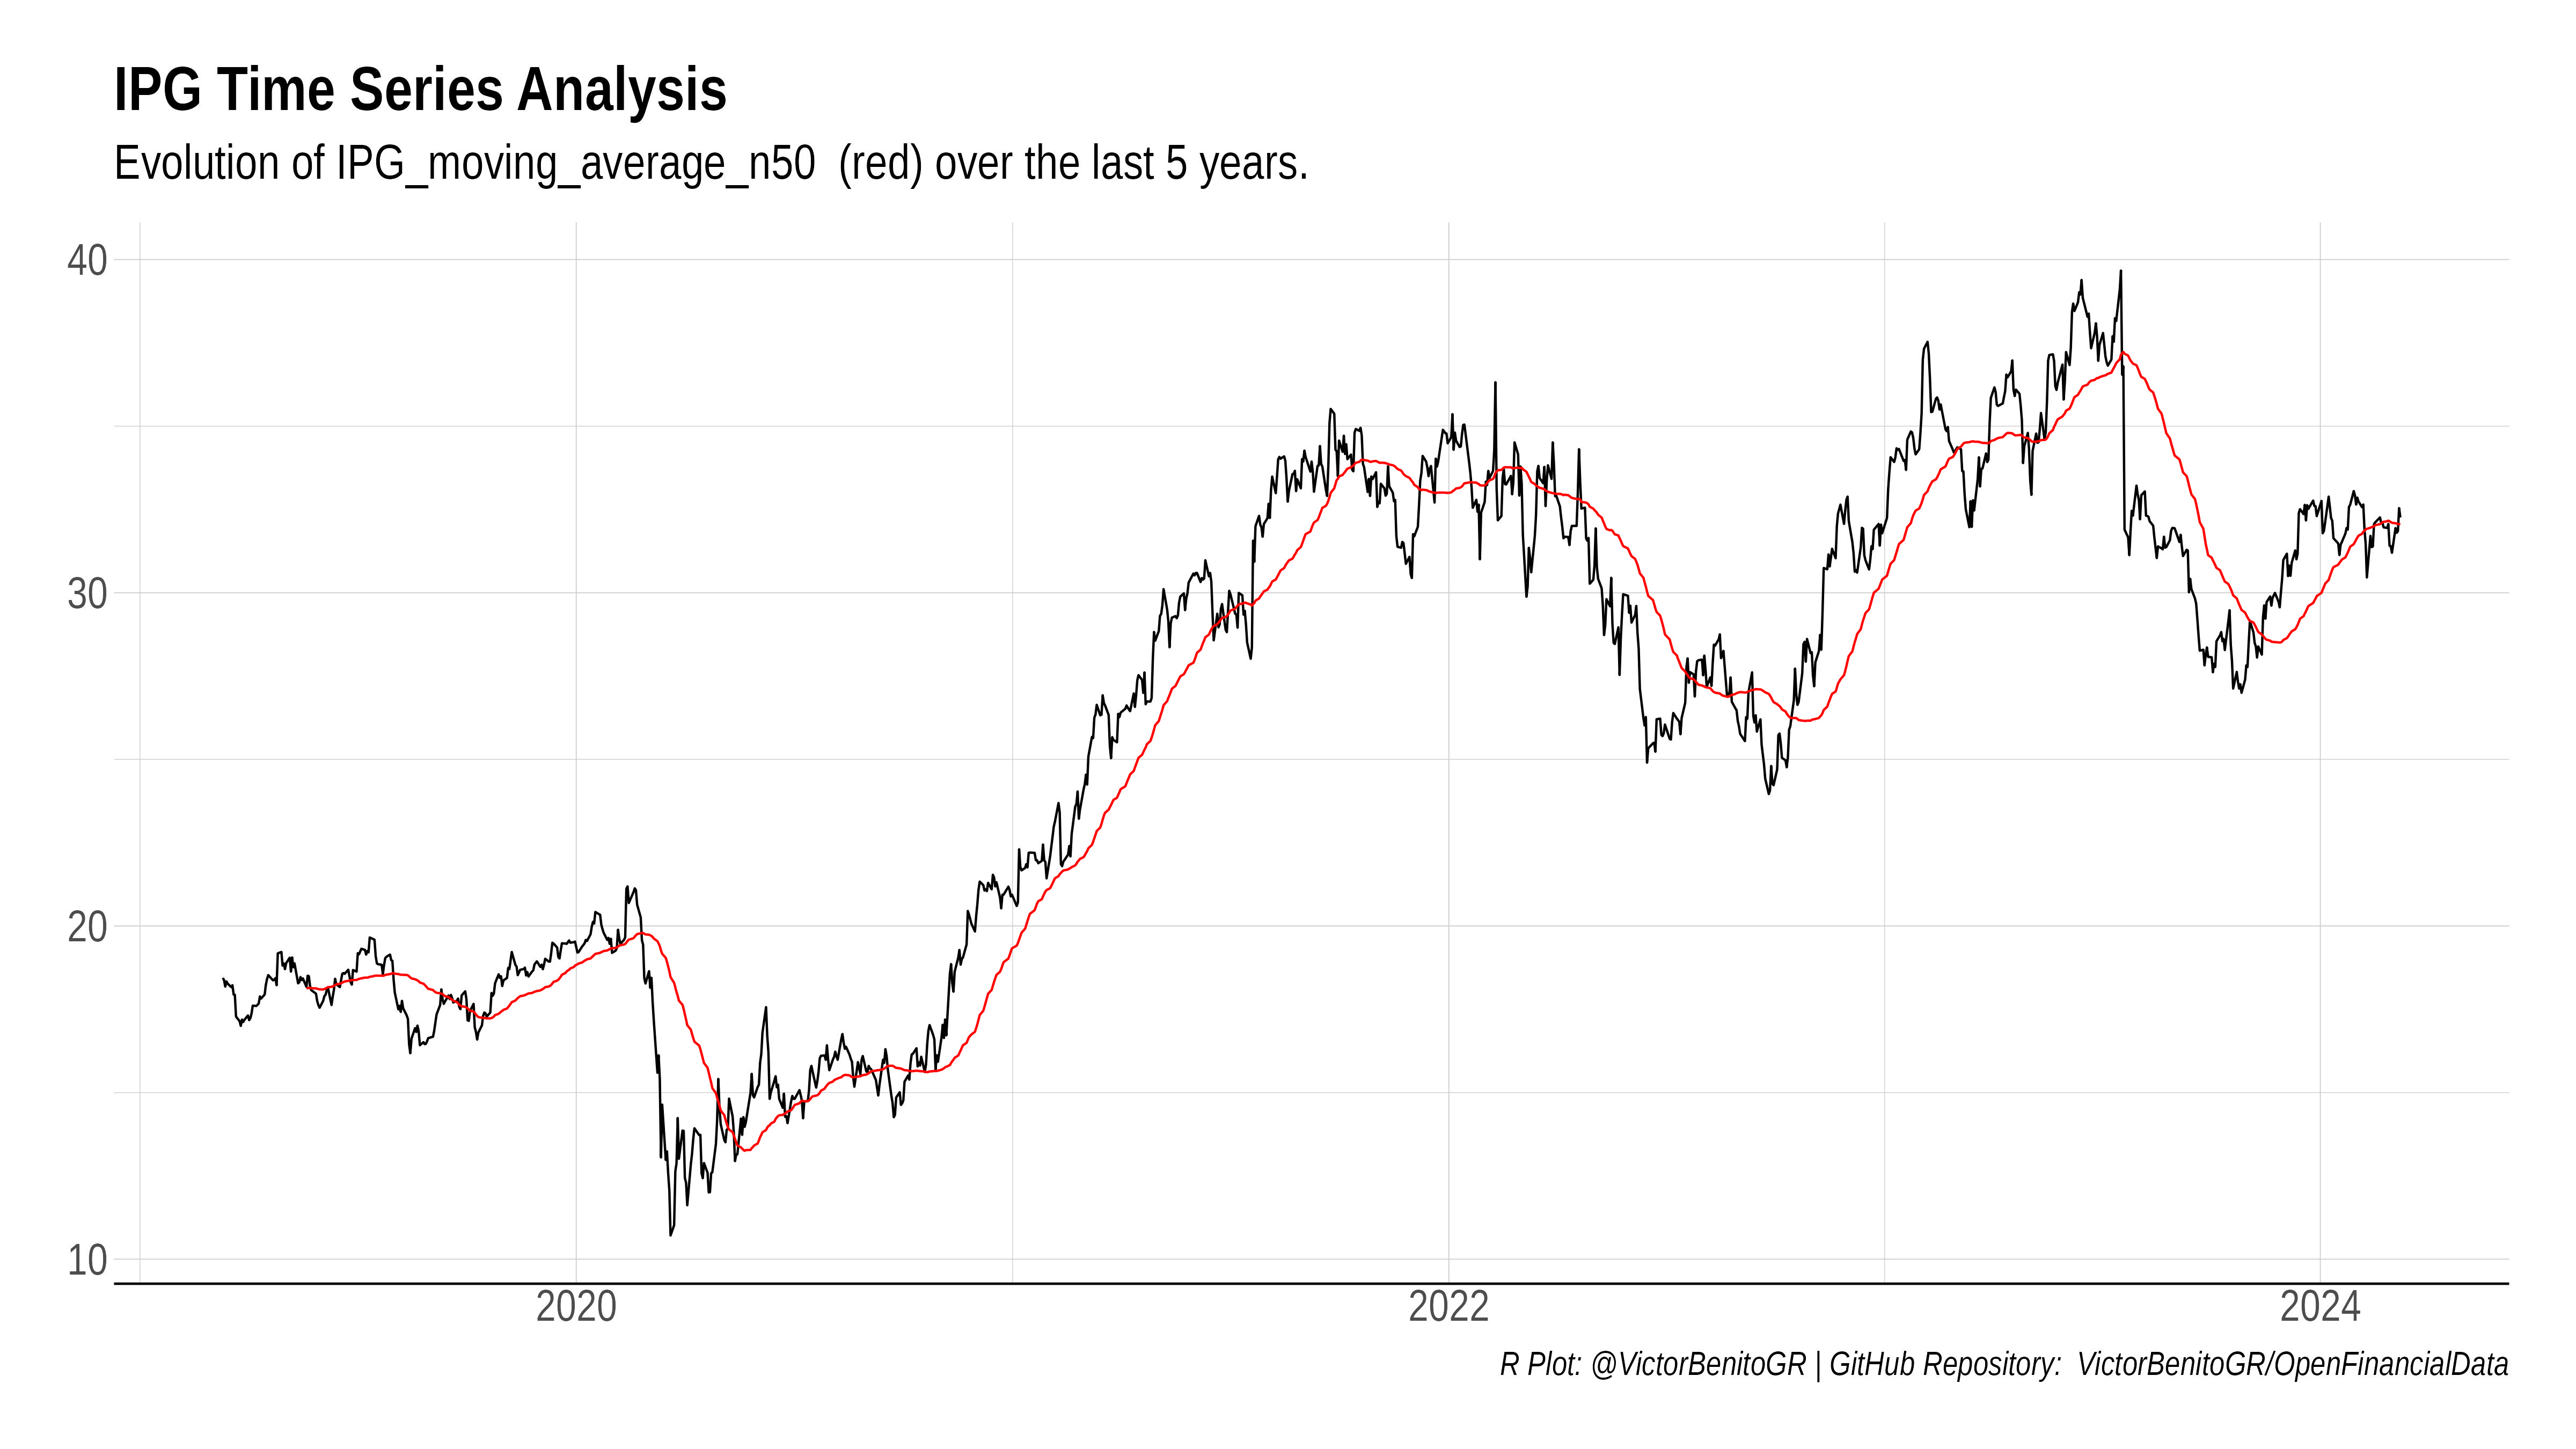 IPG Time Series Analysis
Evolution of IPG_moving_average_n50  (red) over the last 5 years.
40
30
20
10
2020 2022 2024
R Plot: @VictorBenitoGR | GitHub Repository:  VictorBenitoGR/OpenFinancialData